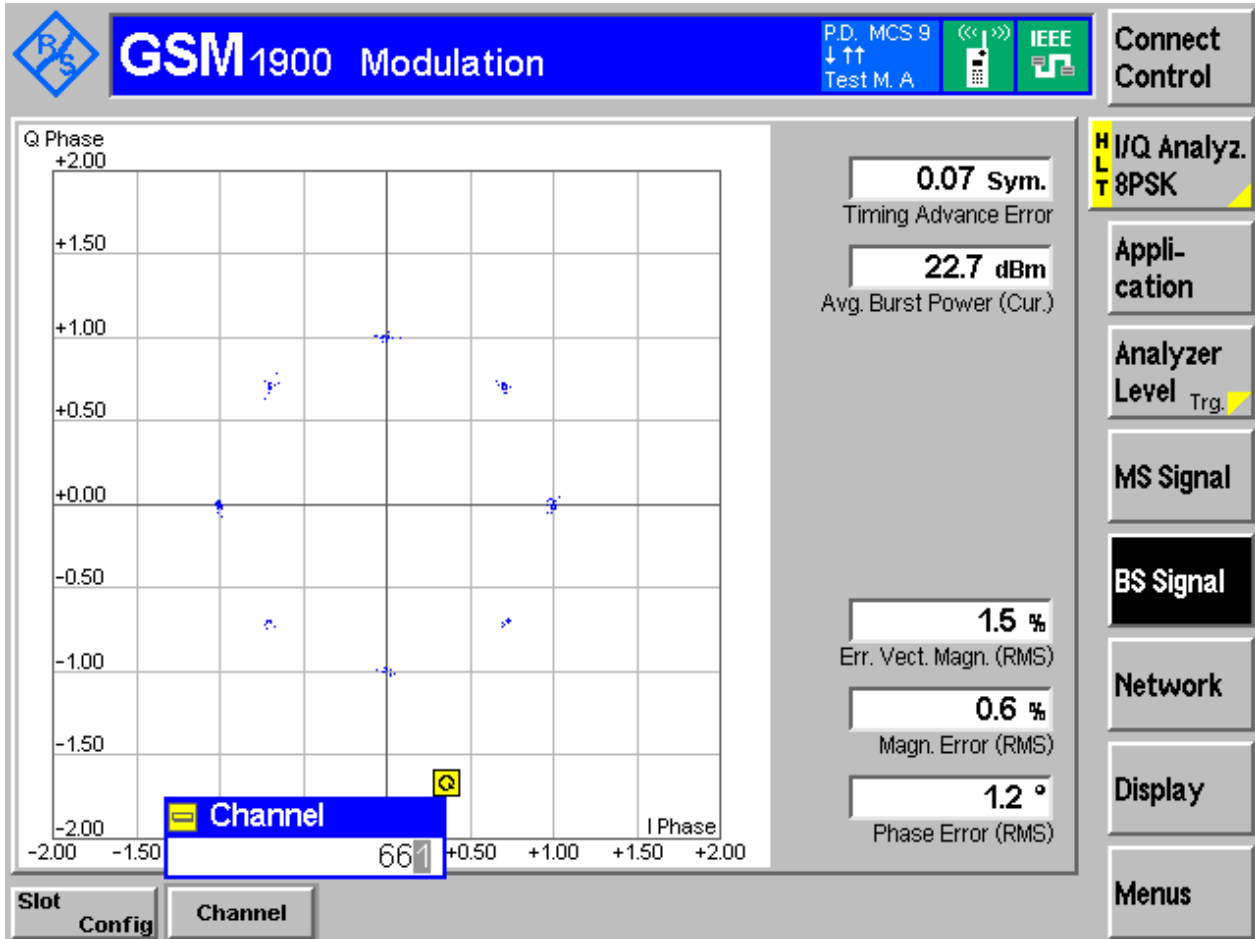 R/S
GSM 1900 Modulation
P.D. MCS 9
↓ ↑↑
Test M. A
IEEE
Connect
Control
Q Phase
+2.00
+1.50
+1.00
+0.50
+0.00
-0.50
-1.00
-1.50
-2.00
-2.00 -1.50 +0.50 +1.00 +1.50 +2.00
I Phase
Q
Channel
661
0.07 Sym.
Timing Advance Error
22.7 dBm
Avg. Burst Power (Cur.)
1.5 %
Err. Vect. Magn. (RMS)
0.6 %
Magn. Error (RMS)
1.2 °
Phase Error (RMS)
HLT
I/Q Analyz.
8PSK
Appli-
cation
Analyzer
Level Trg.
MS Signal
BS Signal
Network
Display
Menus
Slot
Config
Channel